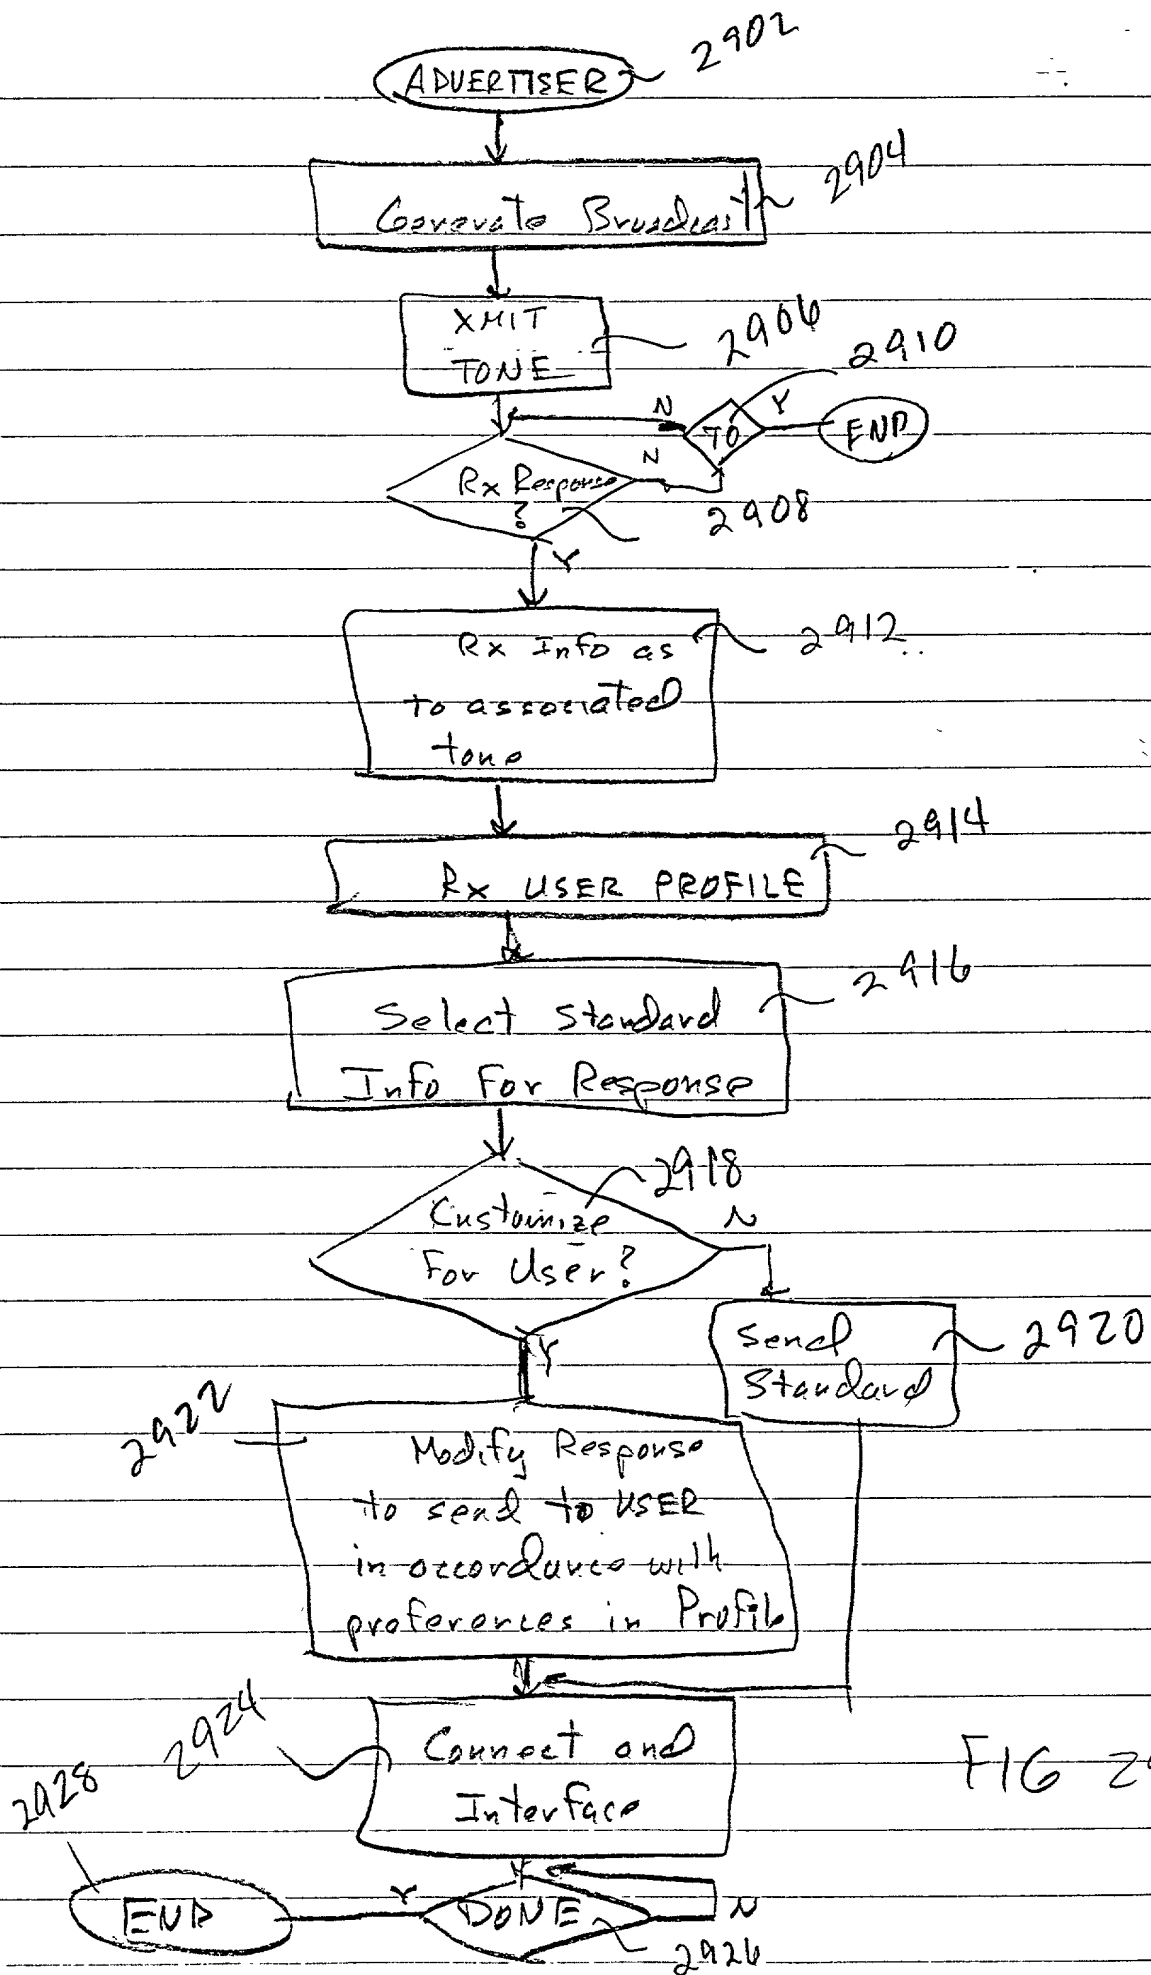 2902
ADVERTISER
2904
Generate Broadcast
XMIT
TONE
2906
2910
N
TO
Y
END
Rx Response
?
N
2908
Y
Rx Info as
to associated
tone
2912
2914
Rx USER PROFILE
2916
Select Standard
Info For Response
2918
Customize
For User?
N
Y
Send
Standard
2920
2922
Modify Response
to send to USER
in accordance with
preferences in Profile
2924
Connect and
Interface
FIG 29
2928
END
Y
DONE
N
2926